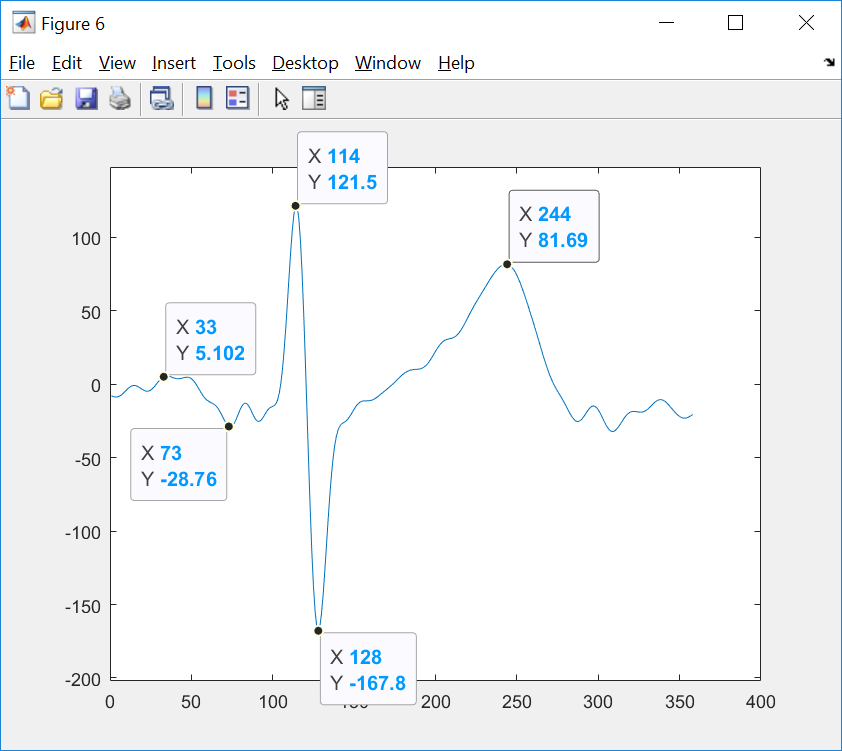 Figure 6
File Edit View Insert Tools Desktop Window Help
X 114
Y 121.5
X 244
Y 81.69
X 33
Y 5.102
X 73
Y -28.76
X 128
Y -167.8
100
50
0
-50
-100
-150
-200
0 50 100 200 250 300 350 400